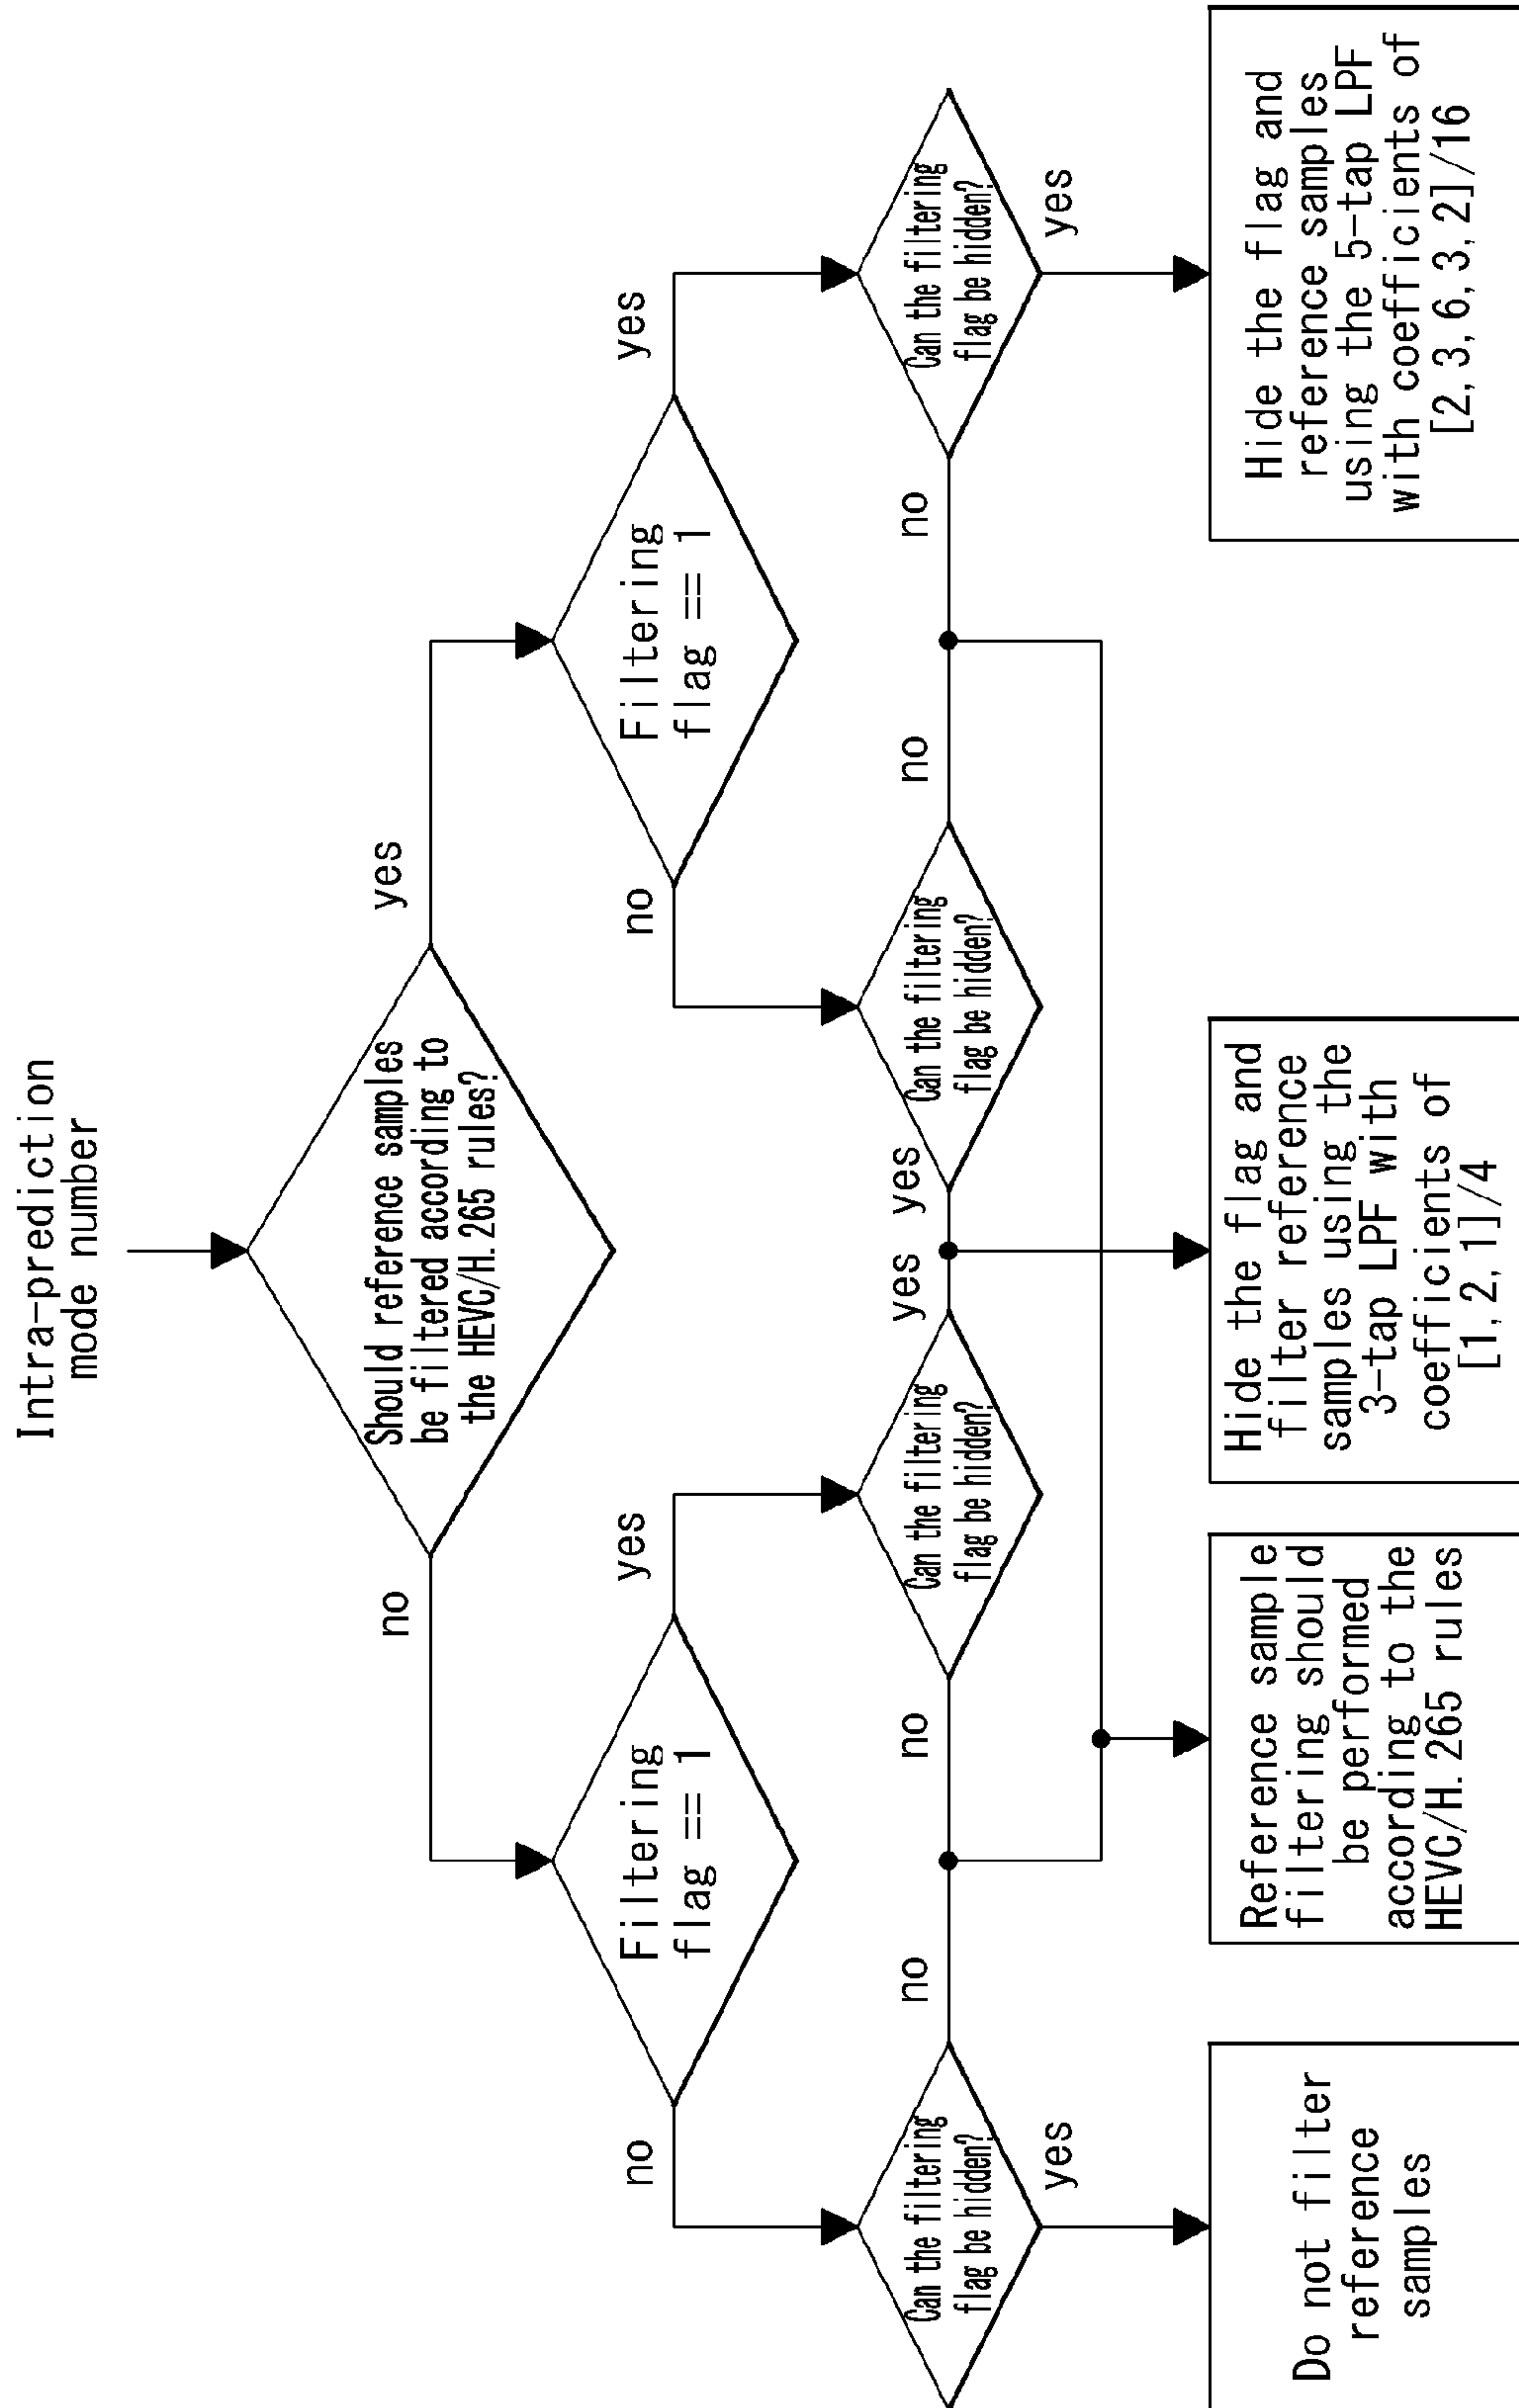 Intra-prediction
mode number
Should reference samples
be filtered according to
the HEVC/H.265 rules?
no
yes
Filtering
flag == 1
Filtering
flag == 1
no
yes
no
yes
Can the filtering
flag be hidden?
no
no
Can the filtering
flag be hidden?
yes
yes
Can the filtering
flag be hidden?
no
no
Can the filtering
flag be hidden?
yes
yes
Do not filter
reference
samples
Reference sample
filtering should
be performed
according to the
HEVC/H.265 rules
Hide the flag and
filter reference
samples using the
3-tap LPF with
coefficients of
[1,2,1]/4
Hide the flag and
reference samples
using the 5-tap LPF
with coefficients of
[2,3,6,3,2]/16